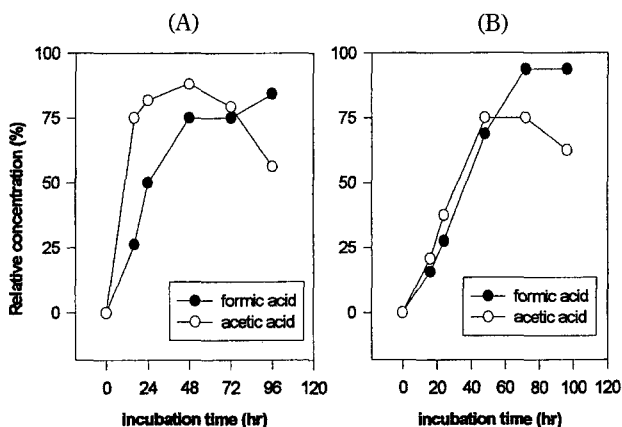 (A)
(B)
Relative concentration (%)
100
75
50
25
0
formic acid
acetic acid
0 24 48 72 96 120
incubation time (hr)
100
75
50
25
0
formic acid
acetic acid
0 20 40 60 80 100 120
incubation time (hr)